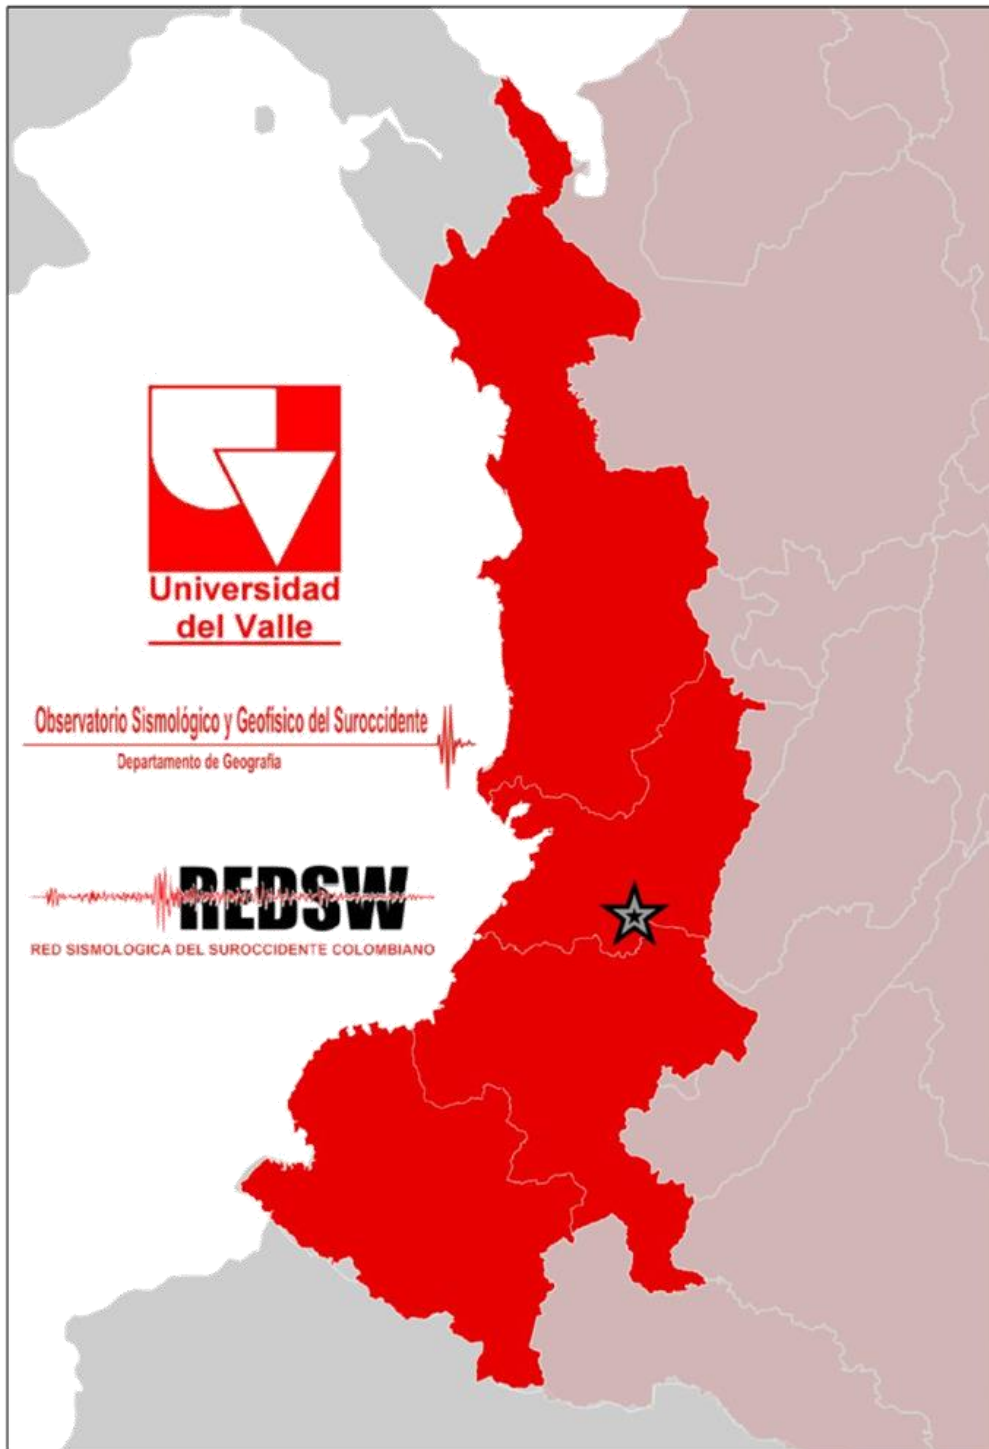 Universidad
del Valle
Observatorio Sismológico y Geofísico del Suroccidente
Departamento de Geografía
REDSW
RED SISMOLOGICA DEL SUROCCIDENTE COLOMBIANO